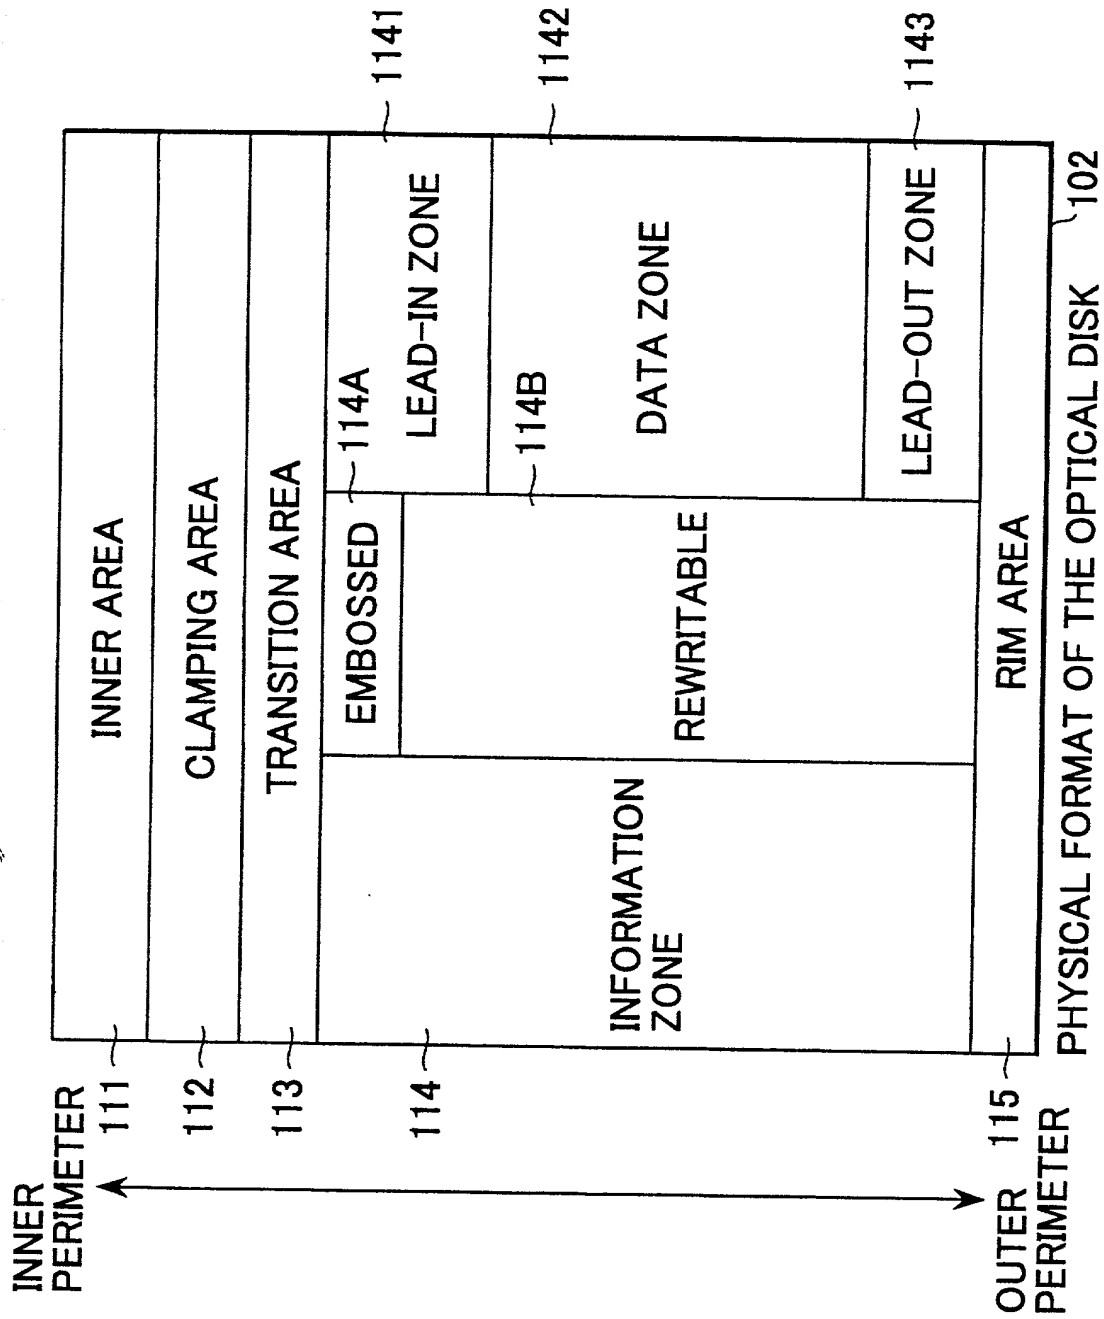 INNER
PERIMETER
OUTER
PERIMETER
111
INNER AREA
112
CLAMPING AREA
113
TRANSITION AREA
114
INFORMATION
ZONE
EMBOSSED
114A
REWRITABLE
114B
LEAD-IN ZONE
1141
DATA ZONE
1142
LEAD-OUT ZONE
1143
115
RIM AREA
PHYSICAL FORMAT OF THE OPTICAL DISK
102